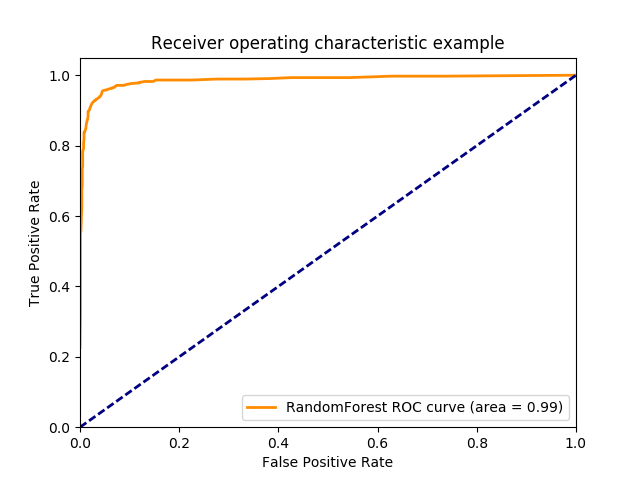 Receiver operating characteristic example
True Positive Rate
1.0
0.8
0.6
0.4
0.2
0.0
RandomForest ROC curve (area = 0.99)
0.0 0.2 0.4 0.6 0.8 1.0
False Positive Rate